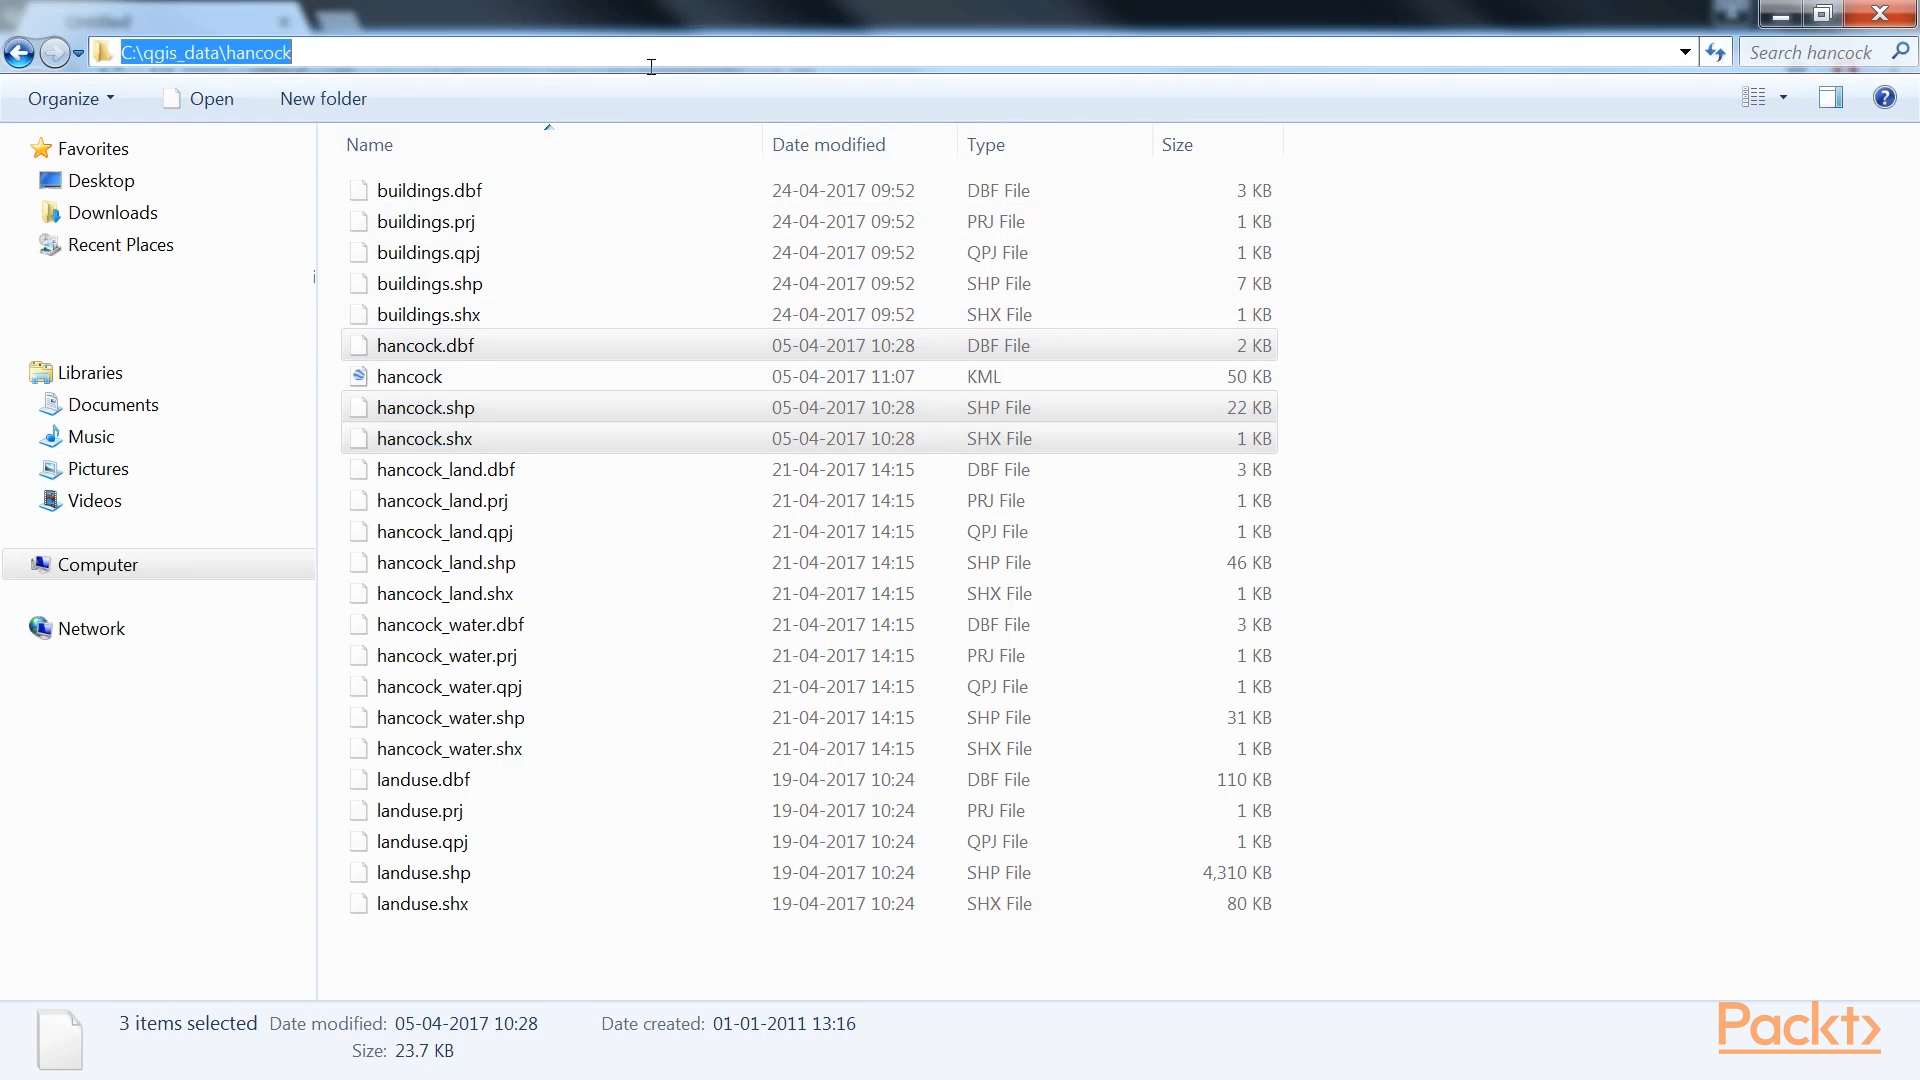 Untitled
C:\qgis_data\hancock
Search hancock
Organize Open New folder
Name Date modified Type Size
Favorites
Desktop
Downloads
Recent Places
Libraries
Documents
Music
Pictures
Videos
Computer
Network
buildings.dbf 24-04-2017 09:52 DBF File 3 KB
buildings.prj 24-04-2017 09:52 PRJ File 1 KB
buildings.qpj 24-04-2017 09:52 QPJ File 1 KB
buildings.shp 24-04-2017 09:52 SHP File 7 KB
buildings.shx 24-04-2017 09:52 SHX File 1 KB
hancock.dbf 05-04-2017 10:28 DBF File 2 KB
hancock 05-04-2017 11:07 KML 50 KB
hancock.shp 05-04-2017 10:28 SHP File 22 KB
hancock.shx 05-04-2017 10:28 SHX File 1 KB
hancock_land.dbf 21-04-2017 14:15 DBF File 3 KB
hancock_land.prj 21-04-2017 14:15 PRJ File 1 KB
hancock_land.qpj 21-04-2017 14:15 QPJ File 1 KB
hancock_land.shp 21-04-2017 14:15 SHP File 46 KB
hancock_land.shx 21-04-2017 14:15 SHX File 1 KB
hancock_water.dbf 21-04-2017 14:15 DBF File 3 KB
hancock_water.prj 21-04-2017 14:15 PRJ File 1 KB
hancock_water.qpj 21-04-2017 14:15 QPJ File 1 KB
hancock_water.shp 21-04-2017 14:15 SHP File 31 KB
hancock_water.shx 21-04-2017 14:15 SHX File 1 KB
landuse.dbf 19-04-2017 10:24 DBF File 110 KB
landuse.prj 19-04-2017 10:24 PRJ File 1 KB
landuse.qpj 19-04-2017 10:24 QPJ File 1 KB
landuse.shp 19-04-2017 10:24 SHP File 4,310 KB
landuse.shx 19-04-2017 10:24 SHX File 80 KB
3 items selected Date modified: 05-04-2017 10:28 Date created: 01-01-2011 13:16
Size: 23.7 KB
Packt>